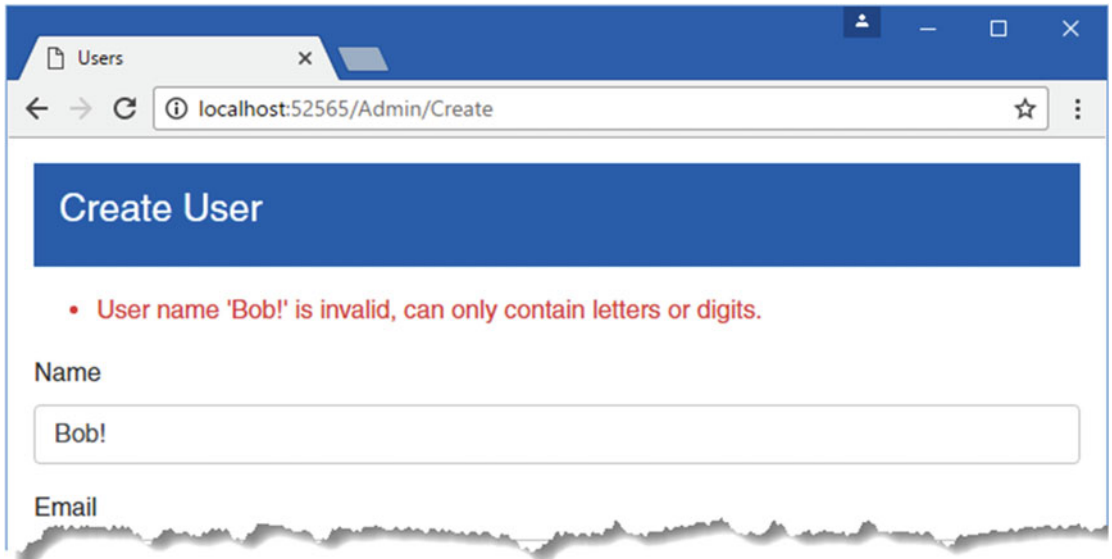 Users
localhost:52565/Admin/Create
Create User
User name 'Bob!' is invalid, can only contain letters or digits.
Name
Bob!
Email